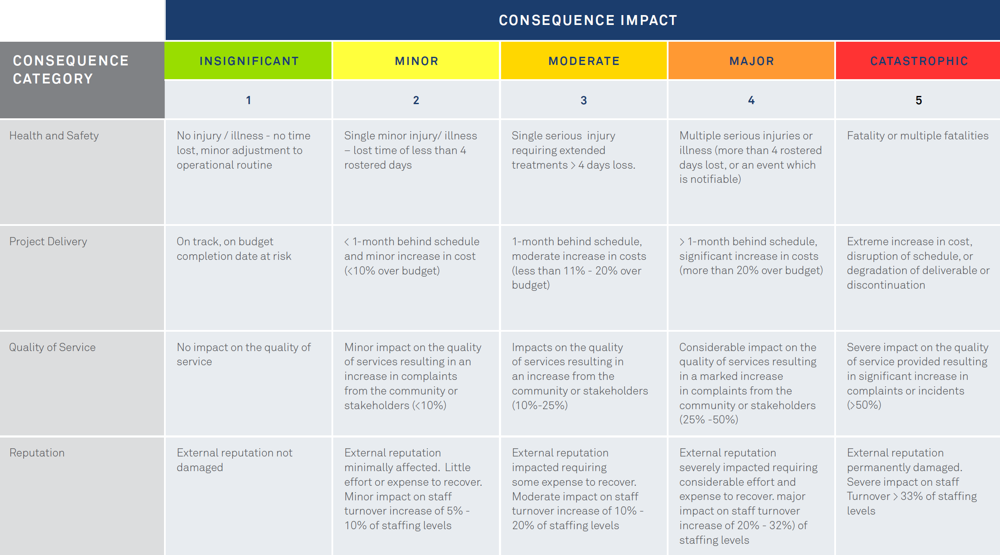 CONSEQUENCE IMPACT
CONSEQUENCE
CATEGORY
INSIGNIFICANT
MINOR
MODERATE
MAJOR
CATASTROPHIC
1
2
3
4
5
Health and Safety
No injury / illness - no time
lost, minor adjustment to
operational routine
Single minor injury/ illness
– lost time of less than 4
rostered days
Single serious  injury
requiring extended
treatments > 4 days loss.
Multiple serious injuries or
illness (more than 4 rostered
days lost, or an event which
is notifiable)
Fatality or multiple fatalities
Project Delivery
On track, on budget
completion date at risk
< 1-month behind schedule
and minor increase in cost
(<10% over budget)
1-month behind schedule,
moderate increase in costs
(less than 11% - 20% over
budget)
> 1-month behind schedule,
significant increase in costs
(more than 20% over budget)
Extreme increase in cost,
disruption of schedule, or
degradation of deliverable or
discontinuation
Quality of Service
No impact on the quality of
service
Minor impact on the quality
of services resulting in an
increase in complaints
from the community or
stakeholders (<10%)
Impacts on the quality
of services resulting in
an increase from the
community or stakeholders
(10%-25%)
Considerable impact on the
quality of services resulting
in a marked increase
in complaints from the
community or stakeholders
(25% -50%)
Severe impact on the quality
of service provided resulting
in significant increase in
complaints or incidents
(>50%)
Reputation
External reputation not
damaged
External reputation
minimally affected.  Little
effort or expense to recover.
Minor impact on staff
turnover increase of 5% -
10% of staffing levels
External reputation
impacted requiring
some expense to recover.
Moderate impact on staff
turnover increase of 10% -
20% of staffing levels
External reputation
severely impacted requiring
considerable effort and
expense to recover. major
impact on staff turnover
increase of 20% - 32%) of
staffing levels
External reputation
permanently damaged.
Severe impact on staff
Turnover > 33% of staffing
levels